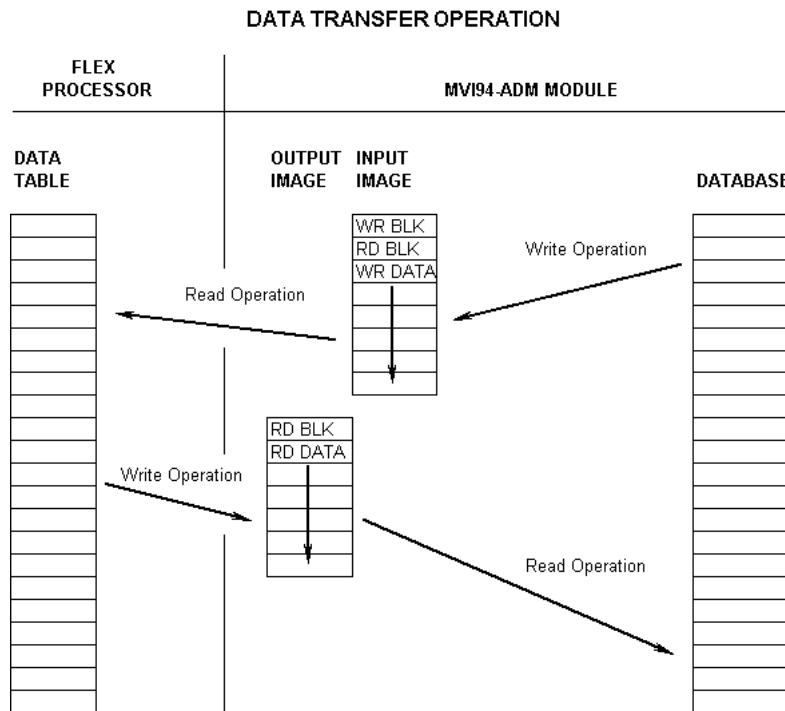 DATA TRANSFER OPERATION
FLEX
PROCESSOR
MVI94-ADM MODULE
DATA
TABLE
OUTPUT
IMAGE
INPUT
IMAGE
DATABASE
WR BLK
RD BLK
WR DATA
Write Operation
Read Operation
RD BLK
RD DATA
Write Operation
Read Operation